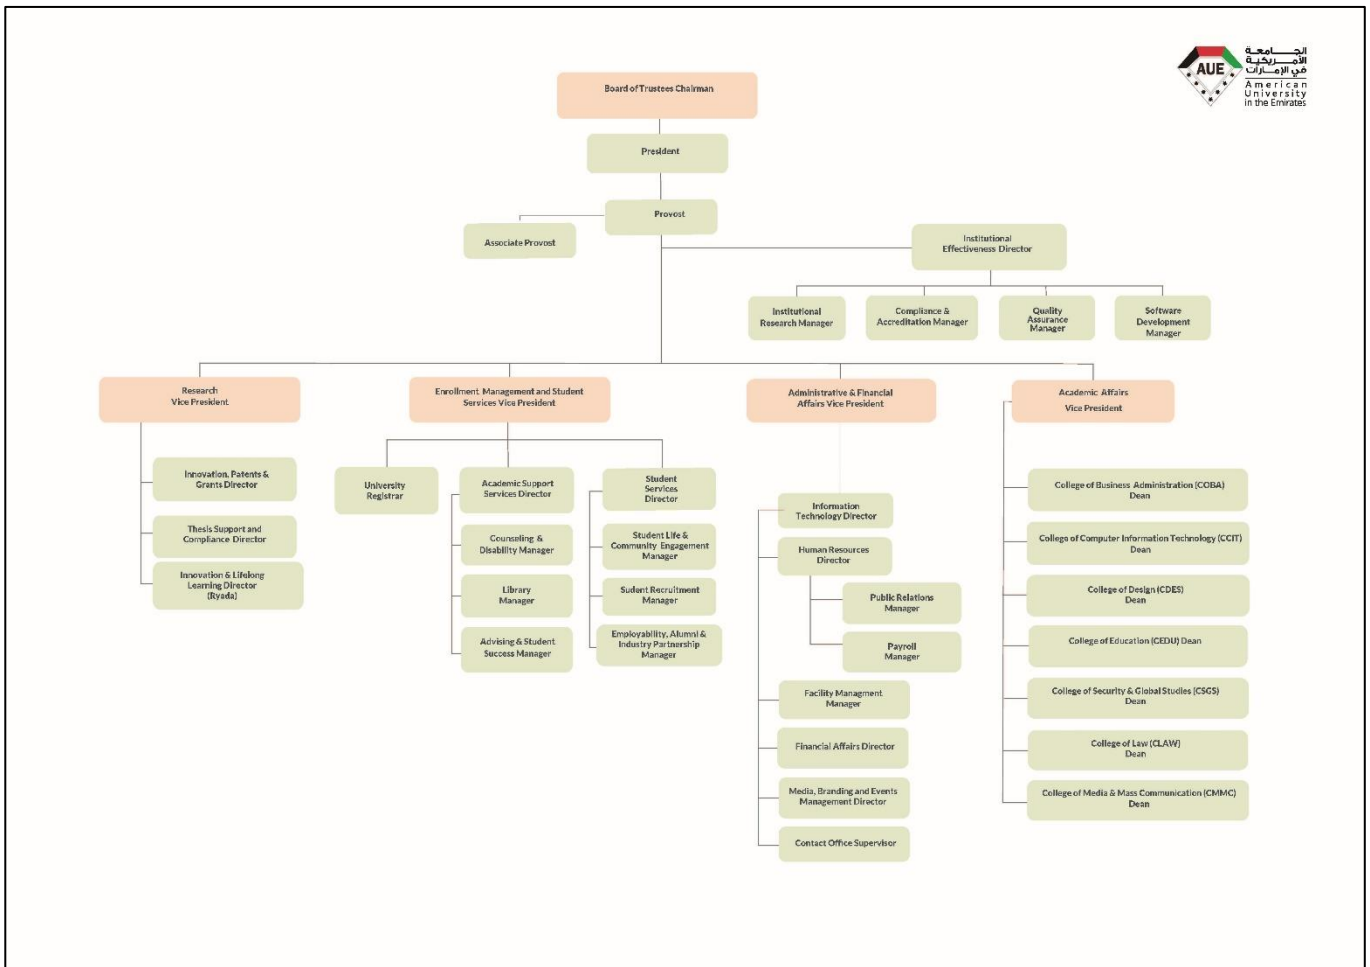 الجامعة
الأمريكية
في الإمارات
AUE
American
University
in the Emirates
Board of Trustees Chairman
President
Provost
Associate Provost
Institutional
Effectiveness Director
Institutional
Research Manager
Compliance &
Accreditation Manager
Quality
Assurance
Manager
Software
Development
Manager
Research
Vice President
Enrollment, Management and Student
Services Vice President
Administrative & Financial
Affairs Vice President
Academic Affairs
Vice President
Innovation, Patents &
Grants Director
Thesis Support and
Compliance Director
Innovation & Lifelong
Learning Director
(Ryada)
University
Registrar
Academic Support
Services Director
Counseling &
Disability Manager
Library
Manager
Advising & Student
Success Manager
Student
Services
Director
Student Life &
Community Engagement
Manager
Sudent Recruitment
Manager
Employability, Alumni &
Industry Partnership
Manager
Information
Technology Director
Human Resources
Director
Public Relations
Manager
Payroll
Manager
Facility Managment
Manager
Financial Affairs Director
Media, Branding and Events
Management Director
Contact Office Supervisor
College of Business Administration (COBA)
Dean
College of Computer Information Technology (CCIT)
Dean
College of Design (CDES)
Dean
College of Education (CEDU) Dean
College of Security & Global Studies (CSGS)
Dean
College of Law (CLAW)
Dean
College of Media & Mass Communication (CMMC)
Dean